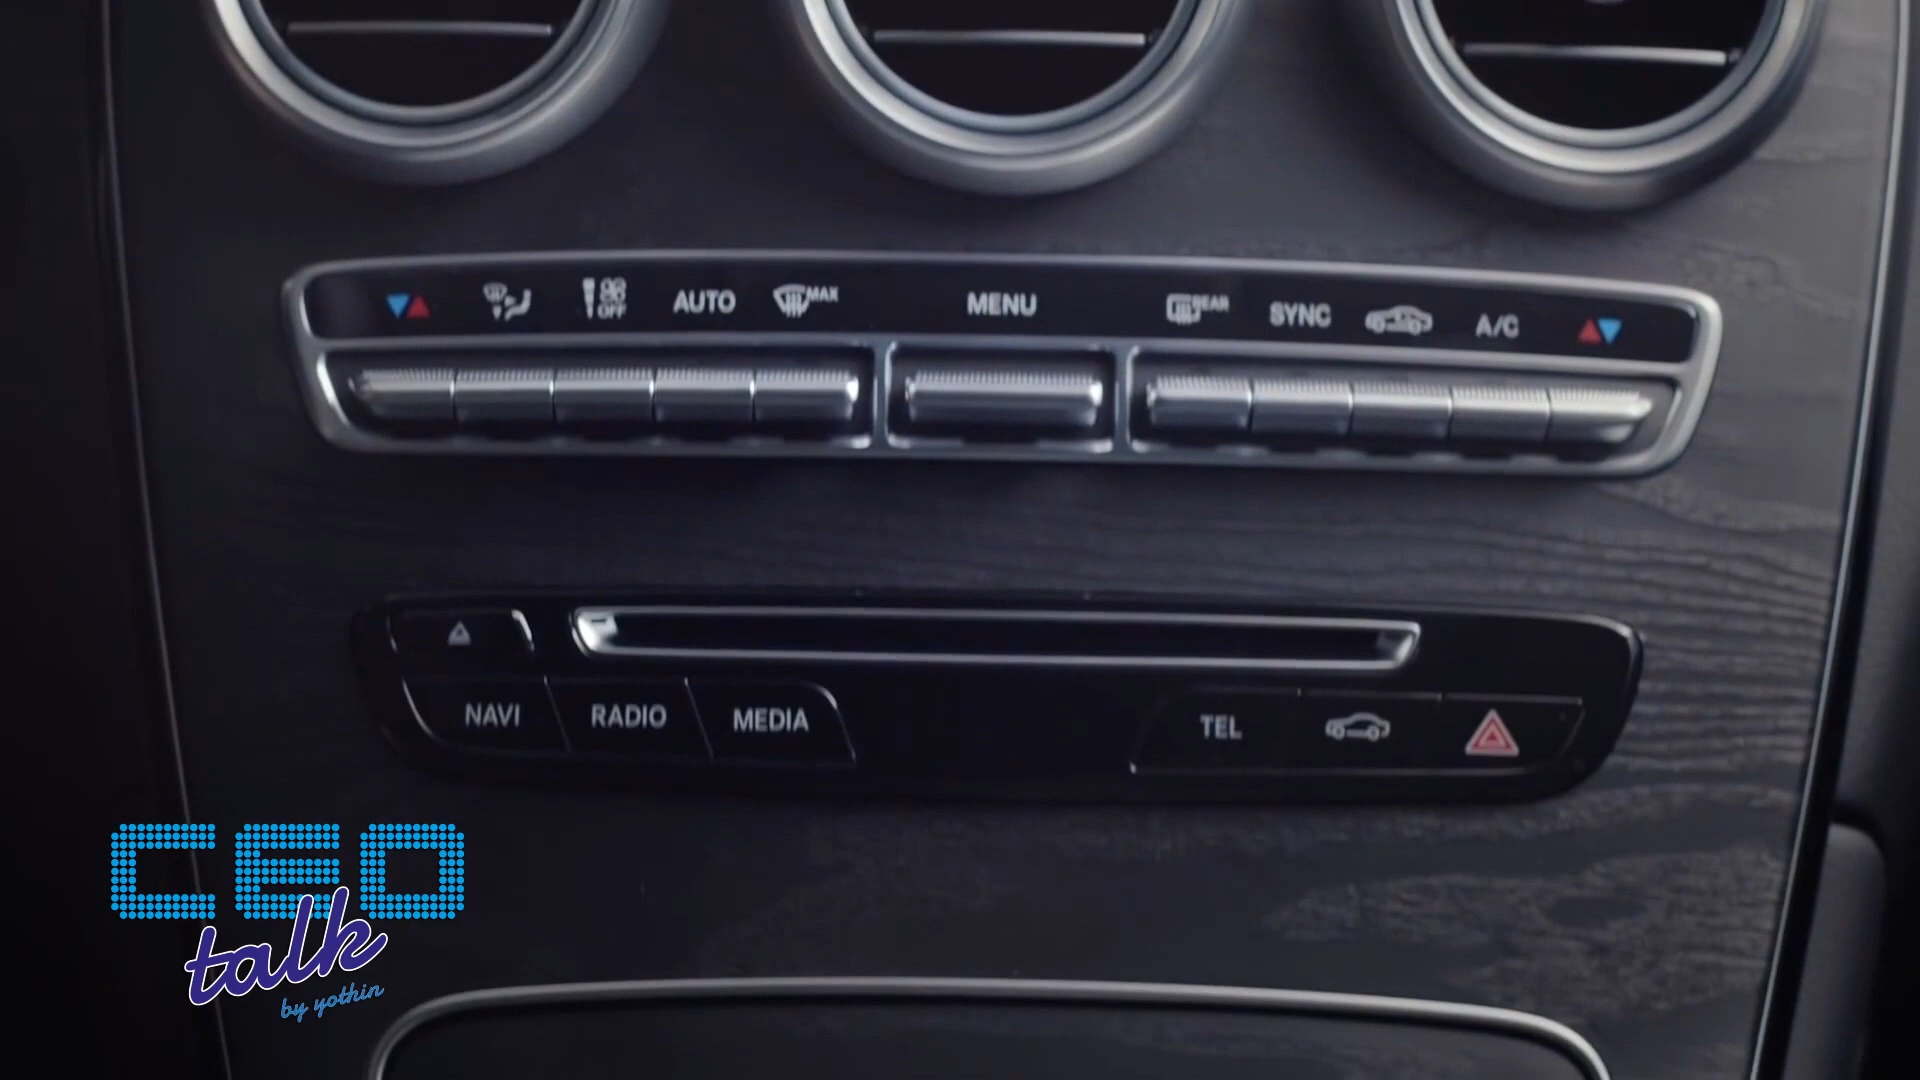 AUTO
MAX
MENU
REAR
SYNC
A/C
OFF
NAVI
RADIO
MEDIA
TEL
CEO
talk
by yothin